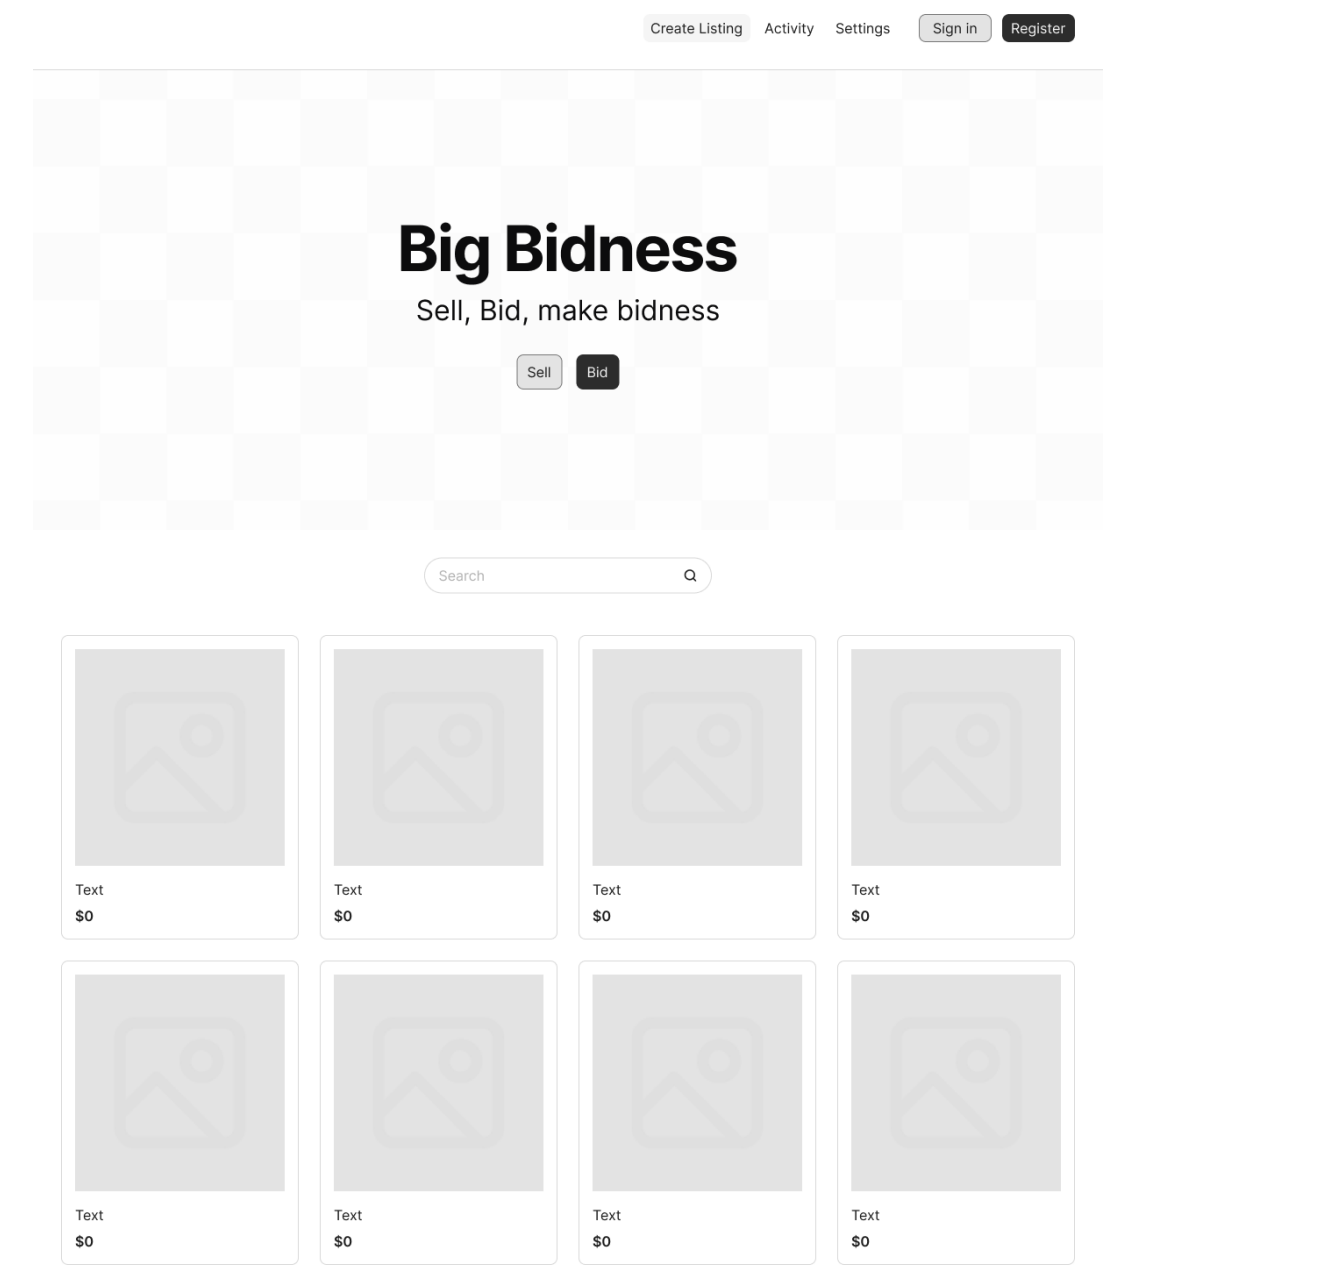 Create Listing Activity Settings Sign in Register
Big Bidness
Sell, Bid, make bidness
Sell Bid
Search
Text Text Text Text
$0 $0 $0 $0
Text Text Text Text
$0 $0 $0 $0